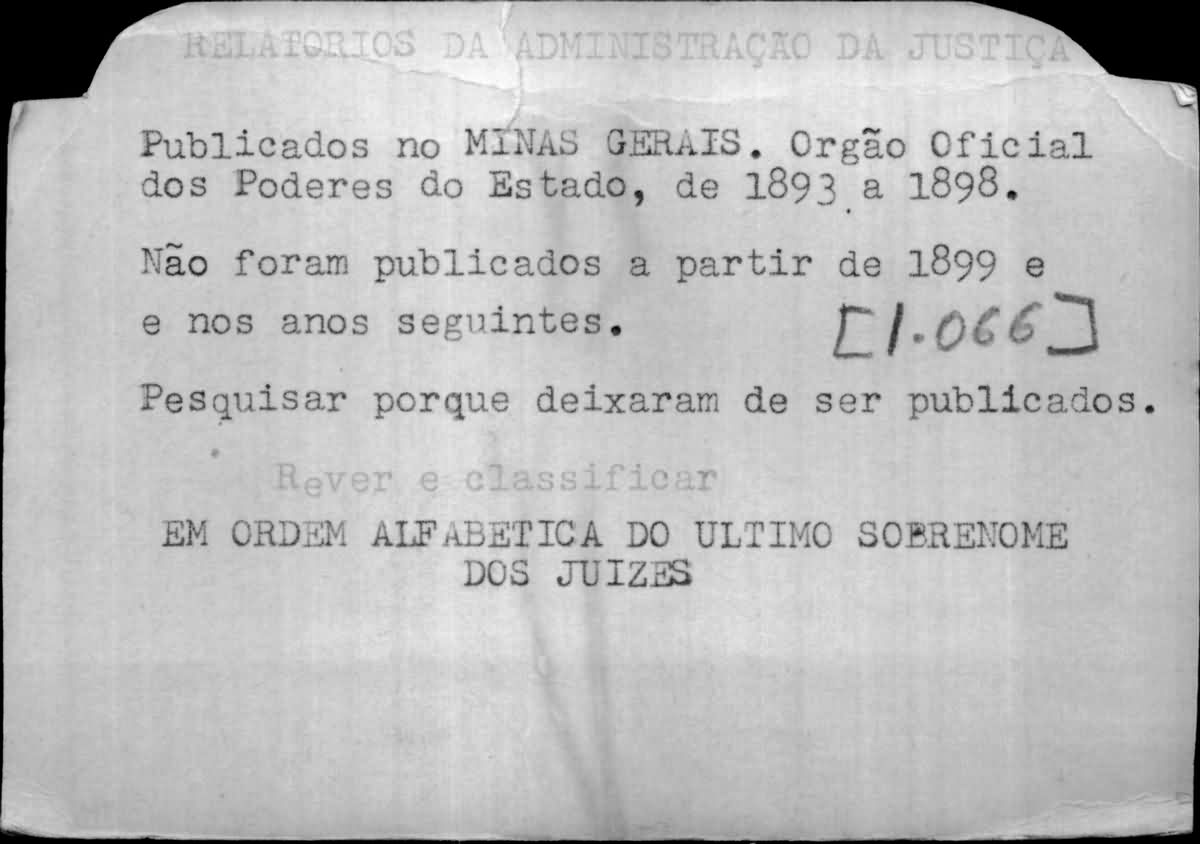 RELATORIOS DA ADMINISTRAÇÃO DA JUSTIÇA
Publicados no MINAS GERAIS. Orgão Oficial
dos Poderes do Estado, de 1893 a 1898.
Não foram publicados a partir de 1899 e
e nos anos seguintes.
[1.066]
Pesquisar porque deixaram de ser publicados.
Rever e classificar
EM ORDEM ALFABETICA DO ULTIMO SOBRENOME
DOS JUIZES